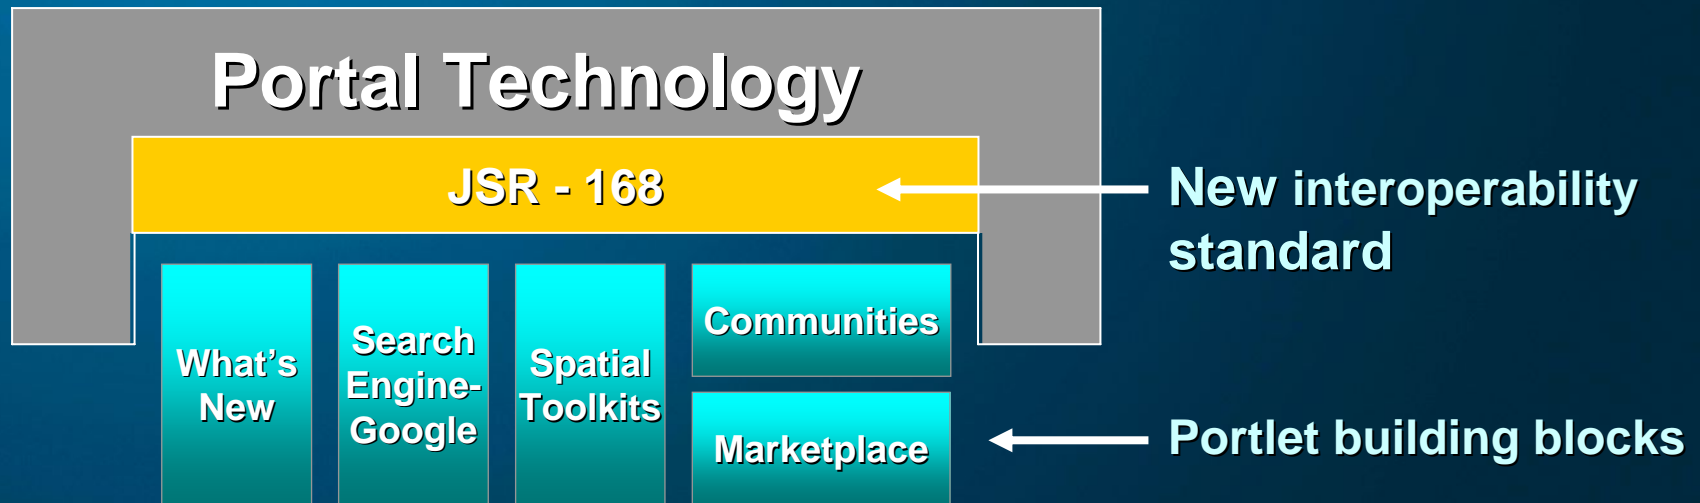 Portal Technology
JSR - 168
New interoperability
standard
What’s
New
Search
Engine-
Google
Spatial
Toolkits
Communities
Marketplace
Portlet building blocks